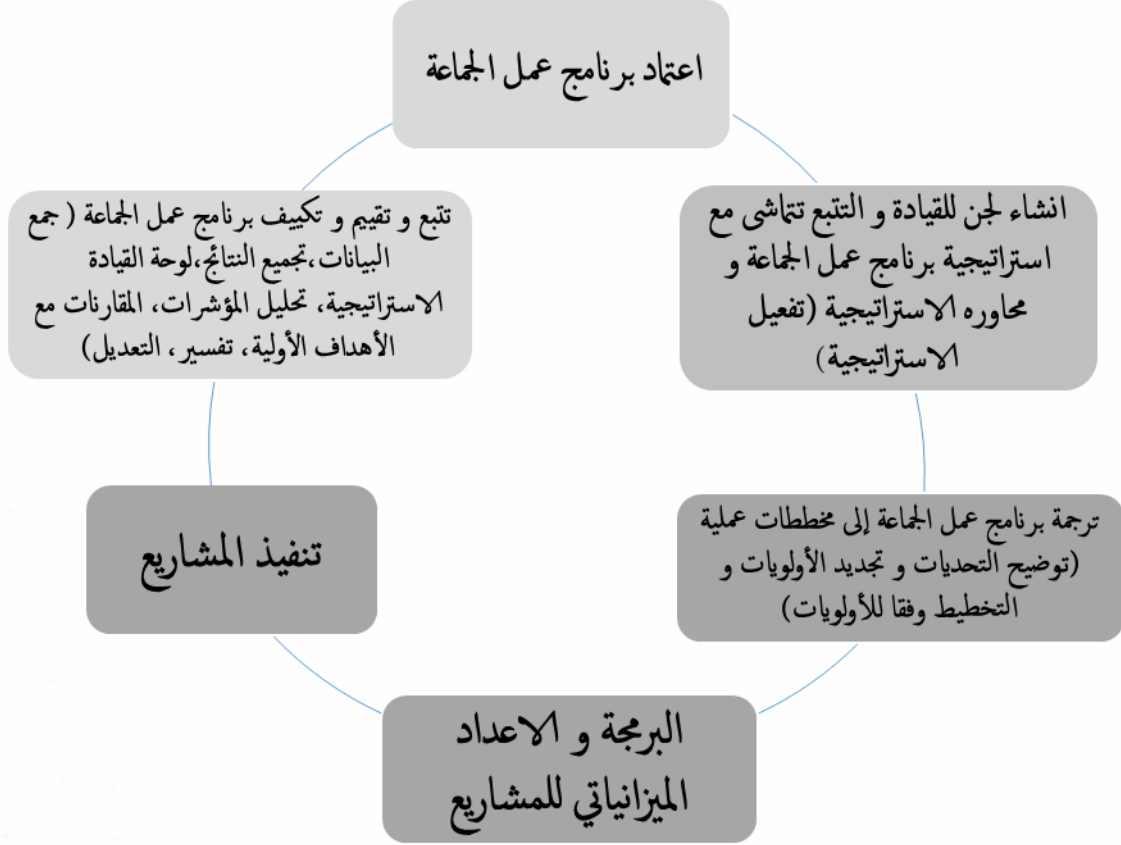 اعتماد برنامج عمل الجماعة
انشاء لجن للقيادة و التتبع تتماشى مع
استراتيجية برنامج عمل الجماعة و
محاوره الاستراتيجية (تفعيل
الاستراتيجية)
ترجمة برنامج عمل الجماعة إلى مخططات عملية
(توضيح التحديات و تجديد الأولويات و
التخطيط وفقا للأولويات)
البرمجة و الاعداد
الميزانياتي للمشاريع
تنفيذ المشاريع
تتبع و تقييم و تكييف برنامج عمل الجماعة ( جمع
البيانات،تجميع النتائج،لوحة القيادة
الاستراتيجية، تحليل المؤشرات، المقارنات مع
الأهداف الأولية، تفسير، التعديل)